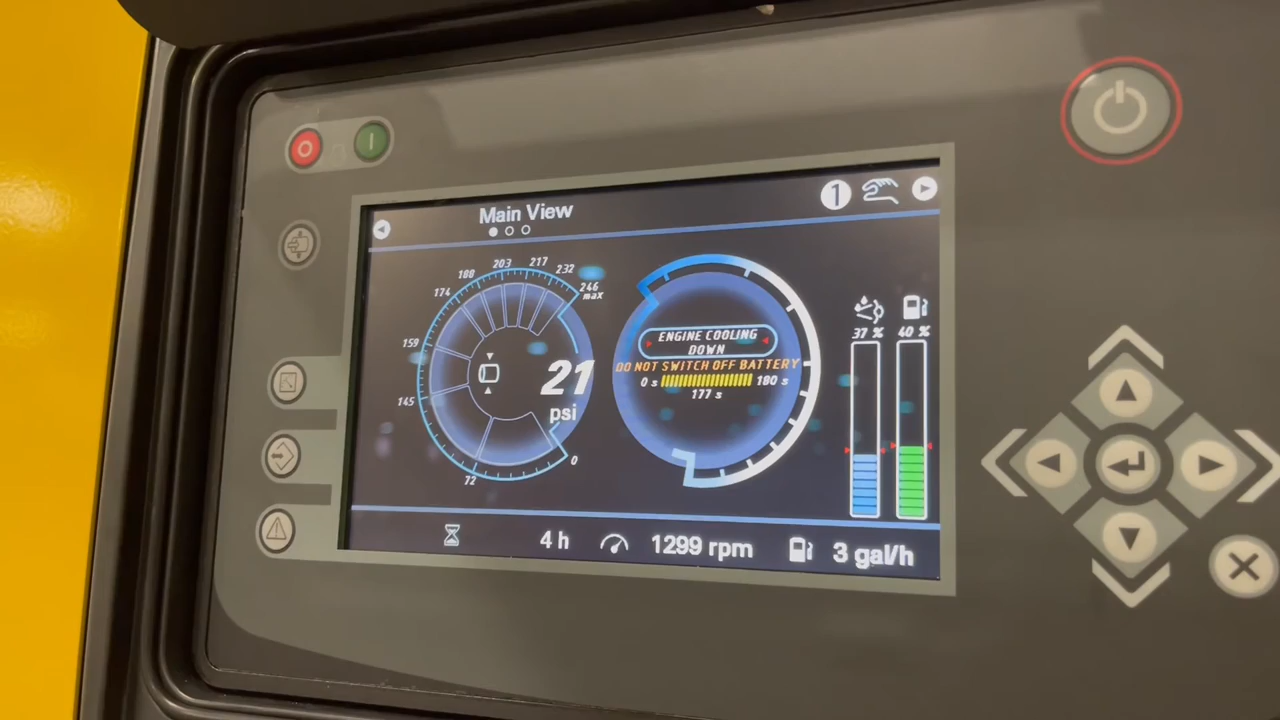 Main View
1
203
217
188
232
174
246
max
159
145
72
0
21
psi
ENGINE COOLING
DOWN
DO NOT SWITCH OFF BATTERY
0 s
180 s
177 s
37 %
40 %
4 h
1299 rpm
3 gal/h